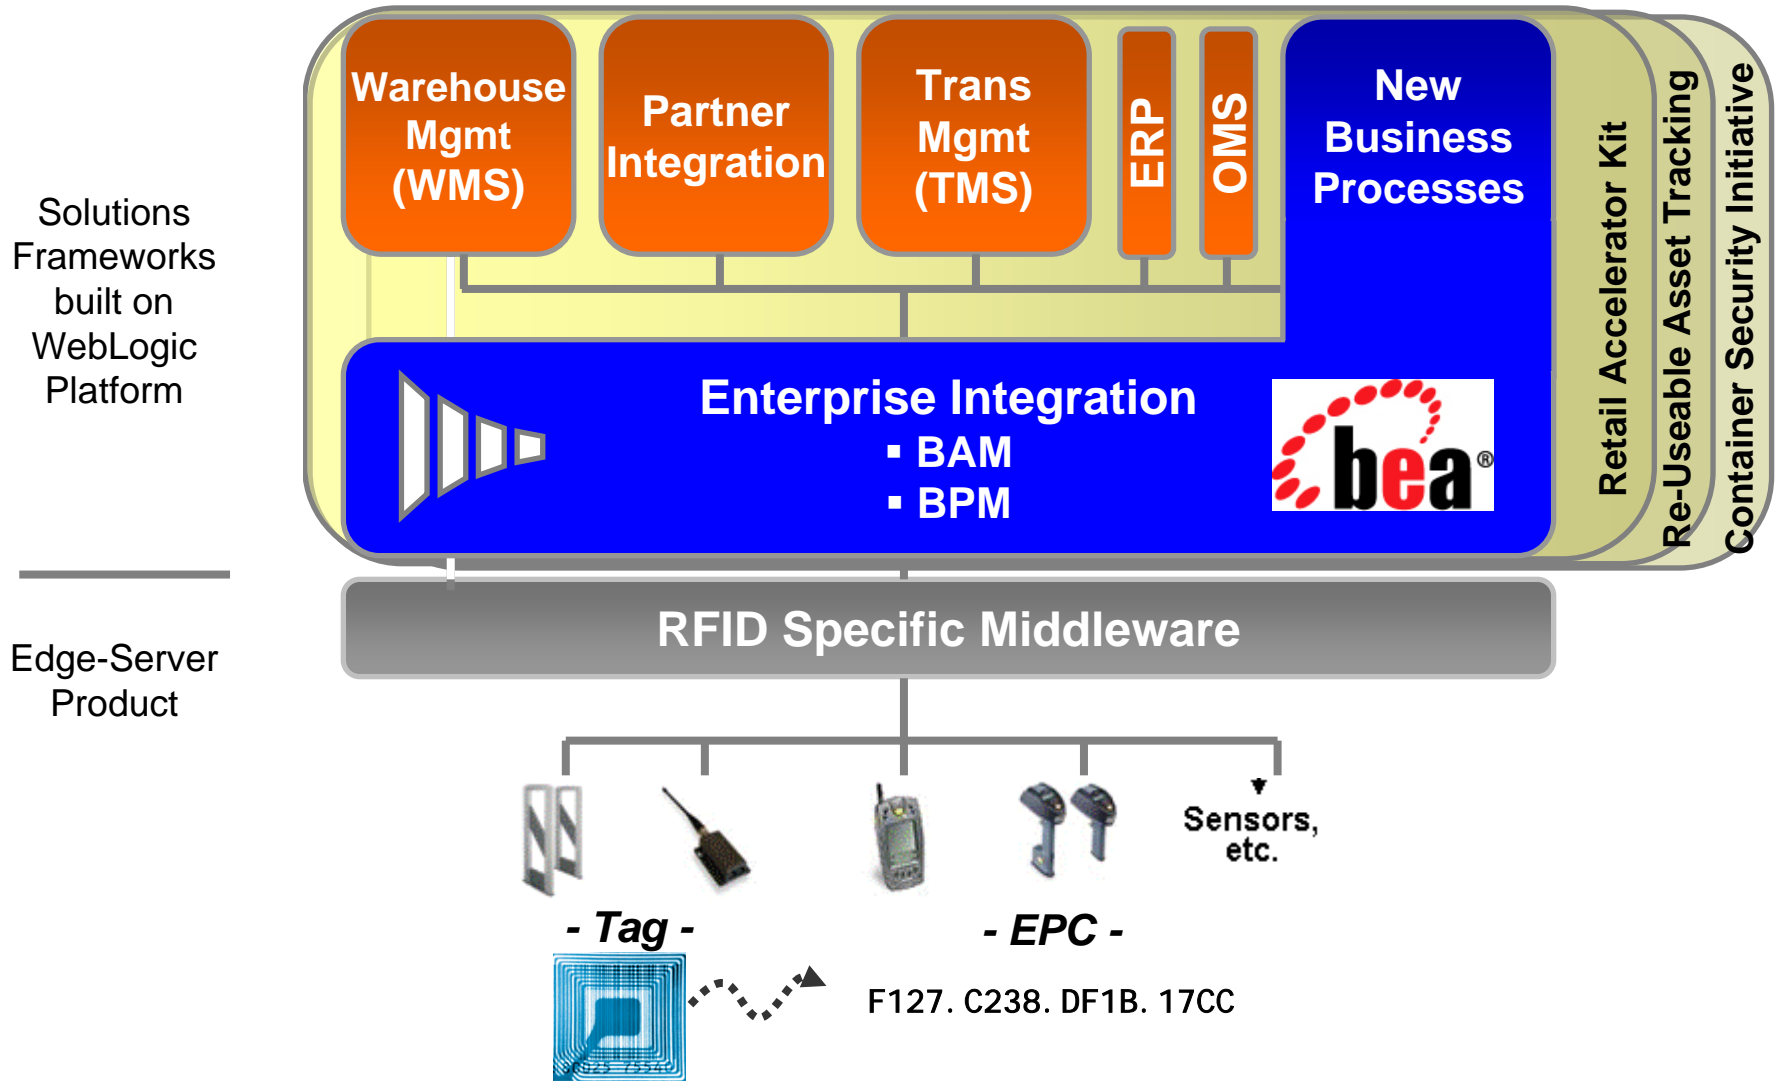 Warehouse
Mgmt
(WMS)
Partner
Integration
Trans
Mgmt
(TMS)
ERP
OMS
New
Business
Processes
Retail Accelerator Kit
Re-Useable Asset Tracking
Container Security Initiative
Solutions
Frameworks
built on
WebLogic
Platform
Enterprise Integration
▪ BAM
▪ BPM
bea®
RFID Specific Middleware
Edge-Server
Product
Sensors,
etc.
- Tag -
- EPC -
F127. C238. DF1B. 17CC